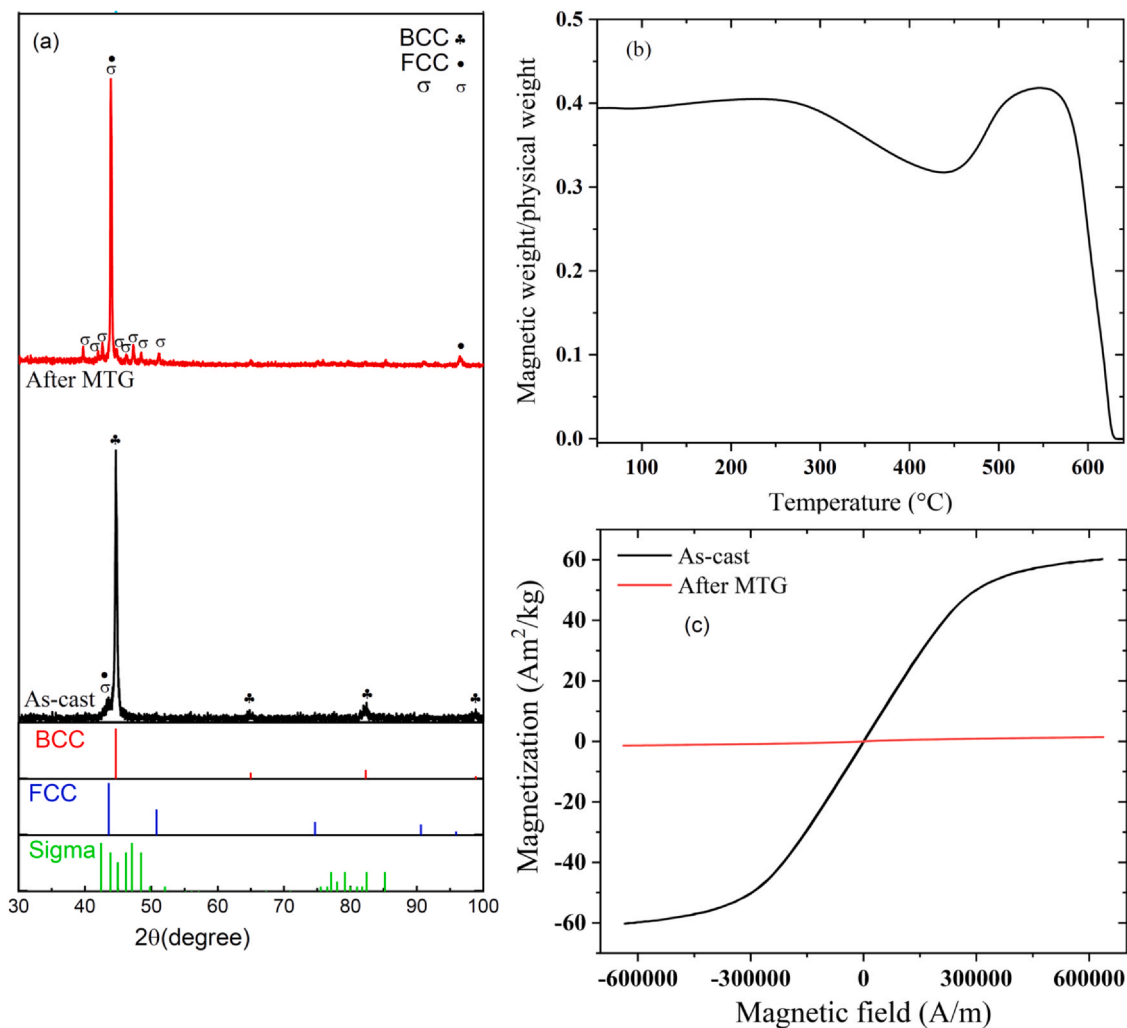 (a)
BCC ♣
FCC •
σ σ
•
σ
σ σ σ σ σ σ σ σ
•
After MTG
♣
•
σ
As-cast
♣ ♣ ♣
BCC
FCC
Sigma
30 40 50 60 70 80 90 100
2θ(degree)
(b)
Magnetic weight/physical weight
0.5
0.4
0.3
0.2
0.1
0.0
100 200 300 400 500 600
Temperature (°C)
As-cast
After MTG
(c)
Magnetization (Am²/kg)
60
40
20
0
-20
-40
-60
-600000 -300000 0 300000 600000
Magnetic field (A/m)